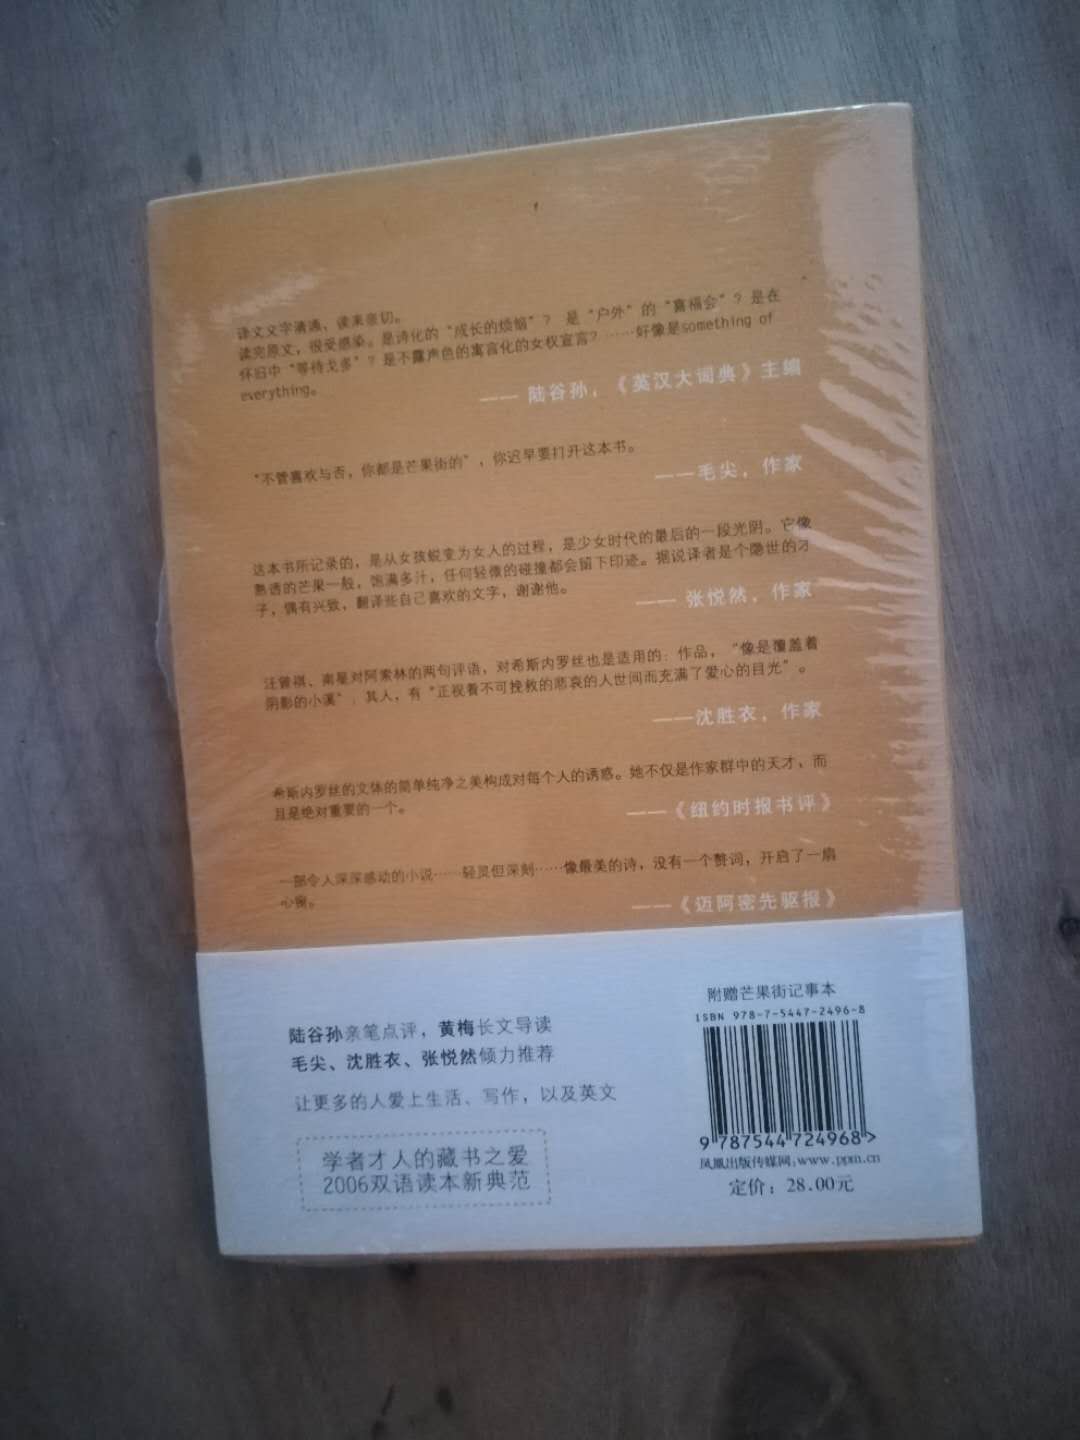 译文文字清通、读来亲切。
读完原文，很受感染。是诗化的“成长的烦恼”？ 是“户外”的“喜福会”？是在
怀旧中“等待戈多”？是不露声色的寓言化的女权宣言？……好像是something of
everything。
—— 陆谷孙，《英汉大词典》主编
“不管喜欢与否，你都是芒果街的”，你迟早要打开这本书。
——毛尖，作家
这本书所记录的，是从女孩蜕变为女人的过程，是少女时代的最后的一段光阴。它像
熟透的芒果一般，饱满多汁，任何轻微的碰撞都会留下印迹。据说译者是个隐世的才
子，偶有兴致，翻译些自己喜欢的文字，谢谢他。
—— 张悦然，作家
汪曾祺、南星对阿索林的两句评语，对希斯内罗丝也是适用的：作品，“像是覆盖着
阴影的小溪”；其人，有“正视着不可挽救的悲哀的人世间而充满了爱心的目光”。
——沈胜衣，作家
希斯内罗丝的文体的简单纯净之美构成对每个人的诱惑。她不仅是作家群中的天才，而
且是绝对重要的一个。
——《纽约时报书评》
一部令人深深感动的小说……轻灵但深刻……像最美的诗，没有一个赘词，开启了一扇
心窗。
——《迈阿密先驱报》
附赠芒果街记事本
ISBN 978-7-5447-2496-8
陆谷孙亲笔点评，黄梅长文导读
毛尖、沈胜衣、张悦然倾力推荐
让更多的人爱上生活、写作，以及英文
学者才人的藏书之爱
2006双语读本新典范
9 787544 724968 >
凤凰出版传媒网:www.ppm.cn
定价：28.00元